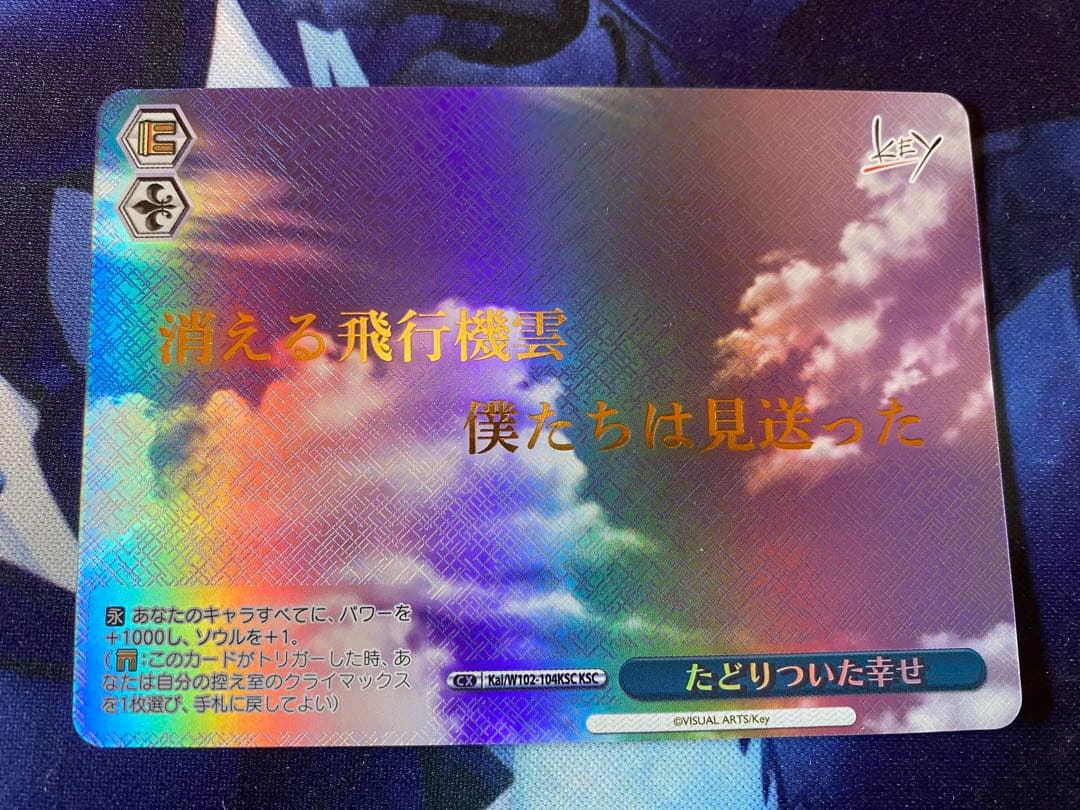 KEY
消える飛行機雲
僕たちは見送った
永 あなたのキャラすべてに、パワーを
+1000し、ソウルを+1。
(門:このカードがトリガーした時、あ
なたは自分の控え室のクライマックス
を1枚選び、手札に戻してよい)
CX Kai/W102-104KSC KSC
たどりついた幸せ
©VISUAL ARTS/Key